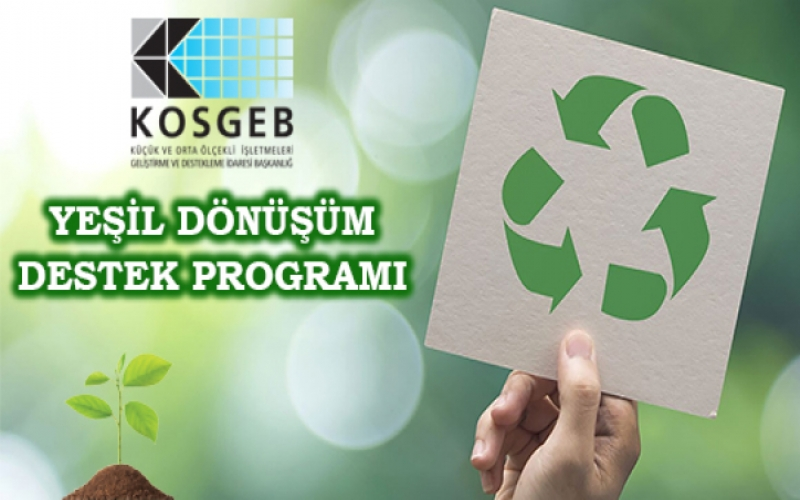 KOSGEB
KÜÇÜK VE ORTA ÖLÇEKLİ İŞLETMELERİ
GELİŞTİRME VE DESTEKLEME İDARESİ BAŞKANLIĞI
YEŞİL DÖNÜŞÜM
DESTEK PROGRAMI